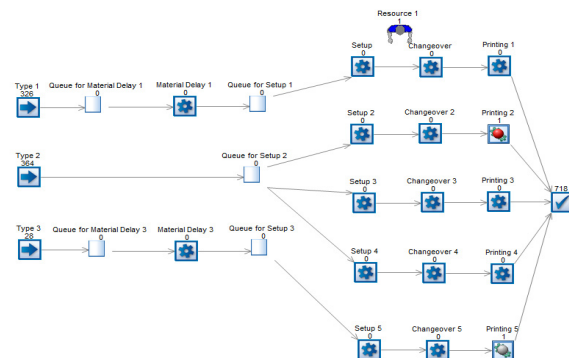 Resource 1
1
Setup
0
Changeover
0
Printing 1
0
Type 1
326
Queue for Material Delay 1
0
Material Delay 1
0
Queue for Setup 1
0
Setup 2
0
Changeover 2
0
Printing 2
1
Type 2
364
Queue for Setup 2
0
Setup 3
0
Changeover 3
0
Printing 3
0
718
Type 3
28
Queue for Material Delay 3
0
Material Delay 3
0
Queue for Setup 3
0
Setup 4
0
Changeover 4
0
Printing 4
0
Setup 5
0
Changeover 5
0
Printing 5
1